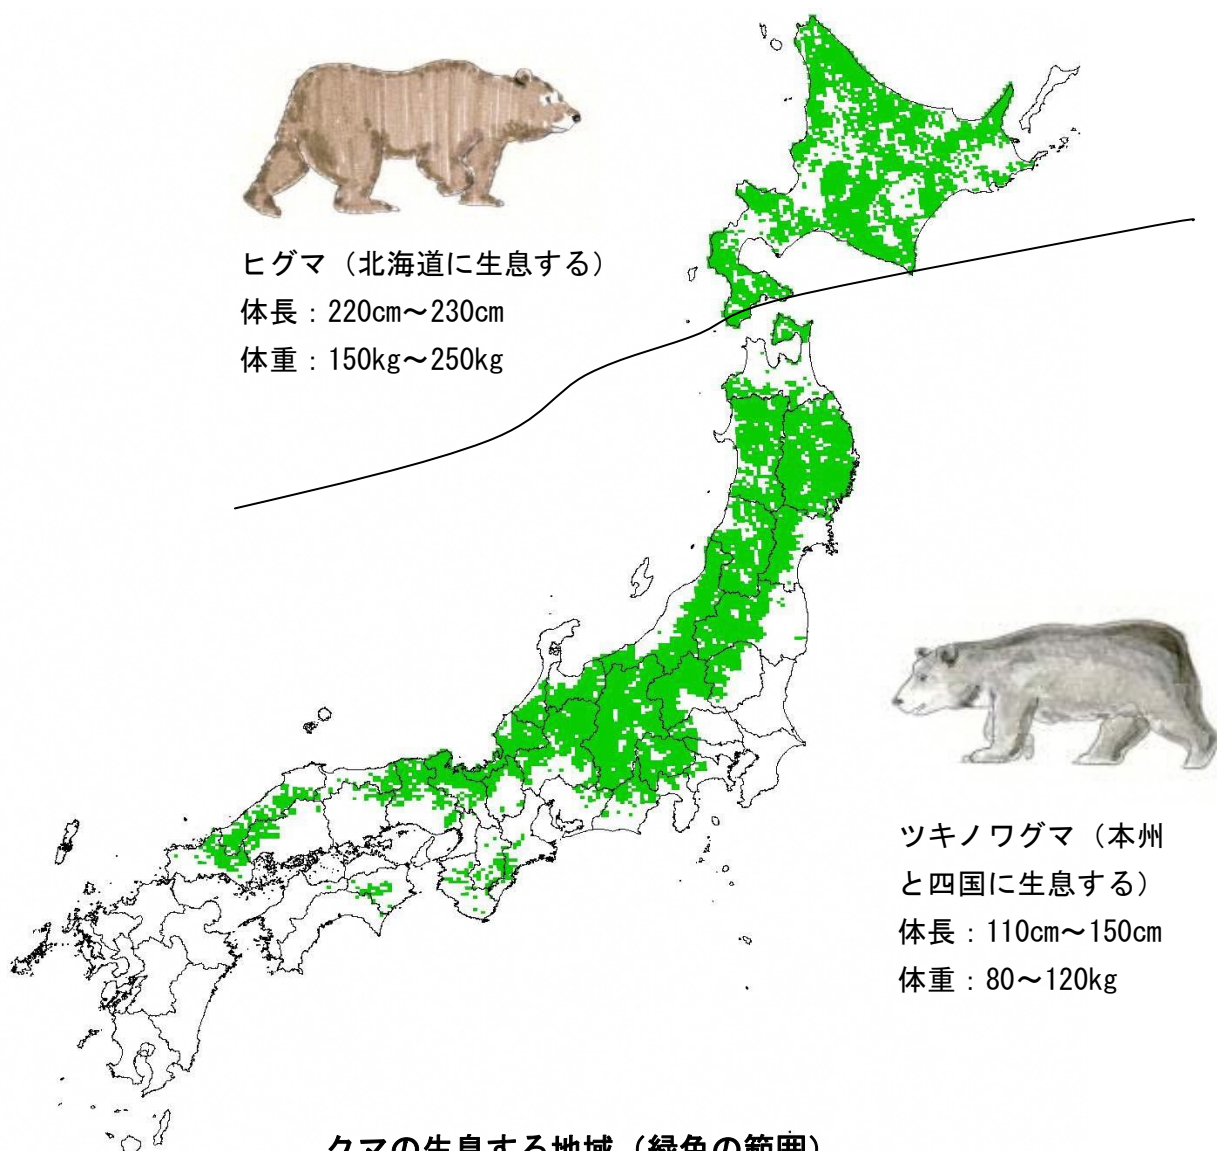 ヒグマ（北海道に生息する）
体長：220cm～230cm
体重：150kg～250kg
ツキノワグマ（本州
と四国に生息する）
体長：110cm～150cm
体重：80～120kg
クマの生息する地域（緑色の範囲）